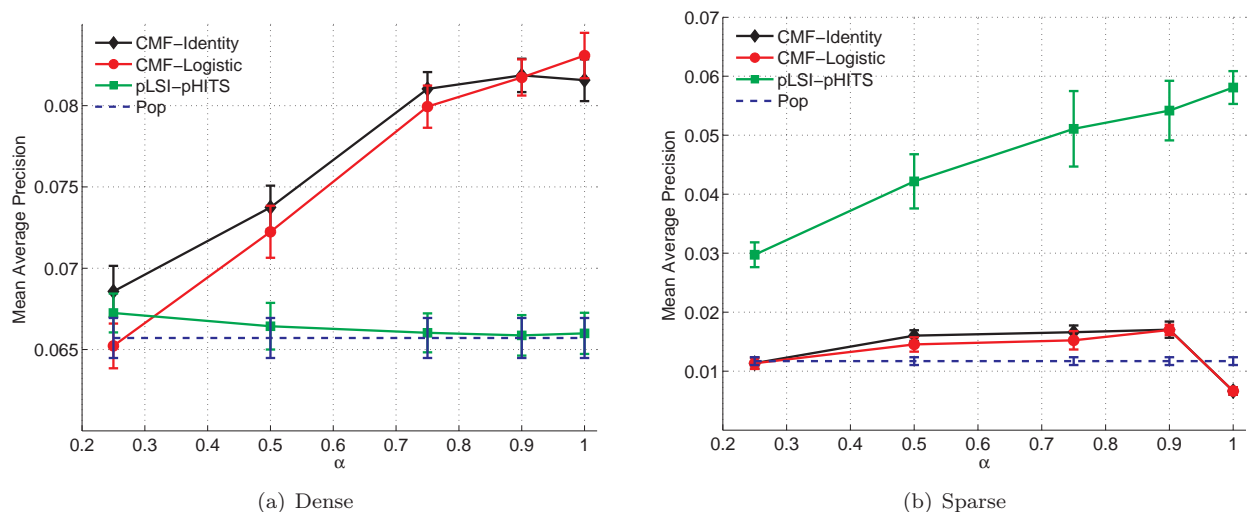 CMF-Identity
CMF-Logistic
pLSI-pHITS
Pop
0.08
0.075
0.07
0.065
Mean Average Precision
0.2 0.3 0.4 0.5 0.6 0.7 0.8 0.9 1
α
(a) Dense
0.07
CMF-Identity
CMF-Logistic
pLSI-pHITS
Pop
0.06
0.05
0.04
0.03
0.02
0.01
Mean Average Precision
0.2 0.3 0.4 0.5 0.6 0.7 0.8 0.9 1
α
(b) Sparse